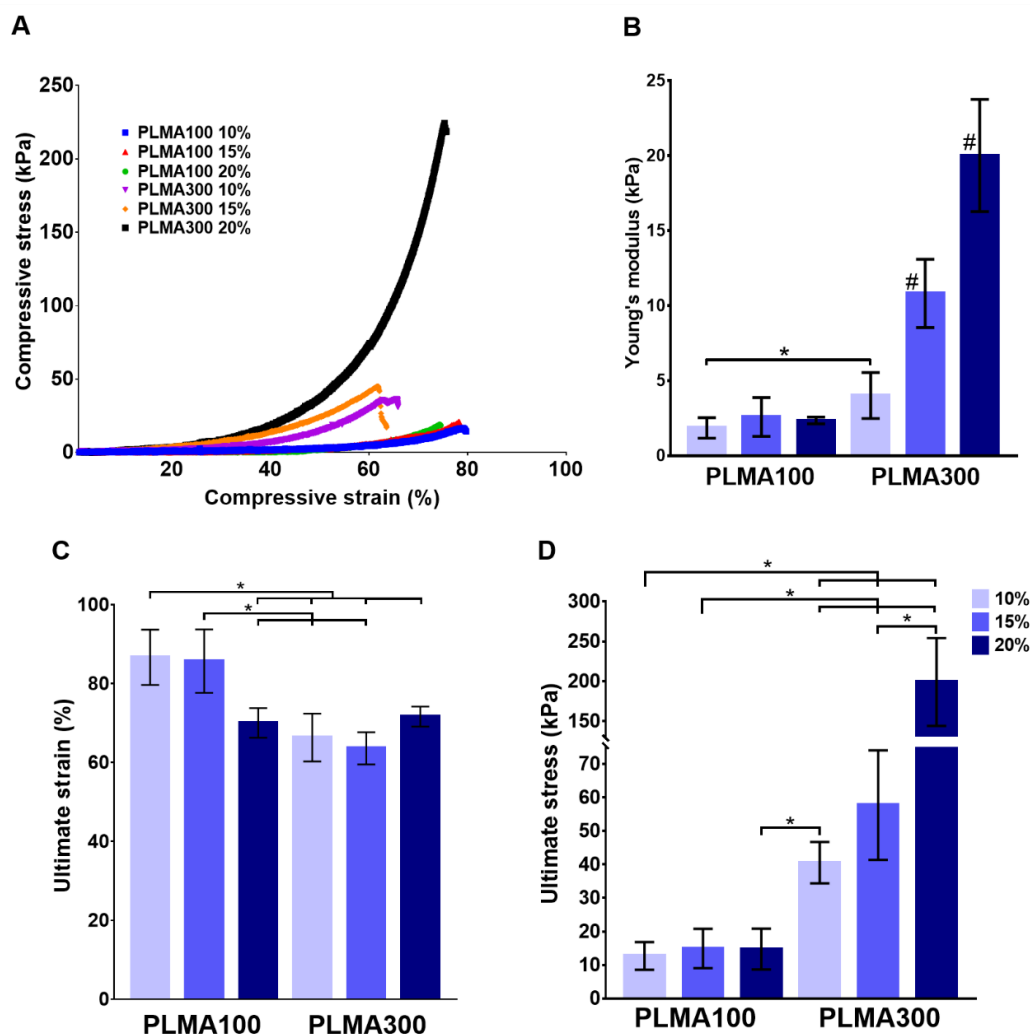 A
Compressive stress (kPa)
250
200
150
100
50
0
20
40
60
80
100
Compressive strain (%)
PLMA100 10%
PLMA100 15%
PLMA100 20%
PLMA300 10%
PLMA300 15%
PLMA300 20%
B
Young's modulus (kPa)
25
20
15
10
5
0
*
#
#
PLMA100
PLMA300
C
Ultimate strain (%)
100
80
60
40
20
0
*
*
PLMA100
PLMA300
D
Ultimate stress (kPa)
300
250
200
150
100
70
60
50
40
30
20
10
0
*
*
*
*
10%
15%
20%
PLMA100
PLMA300